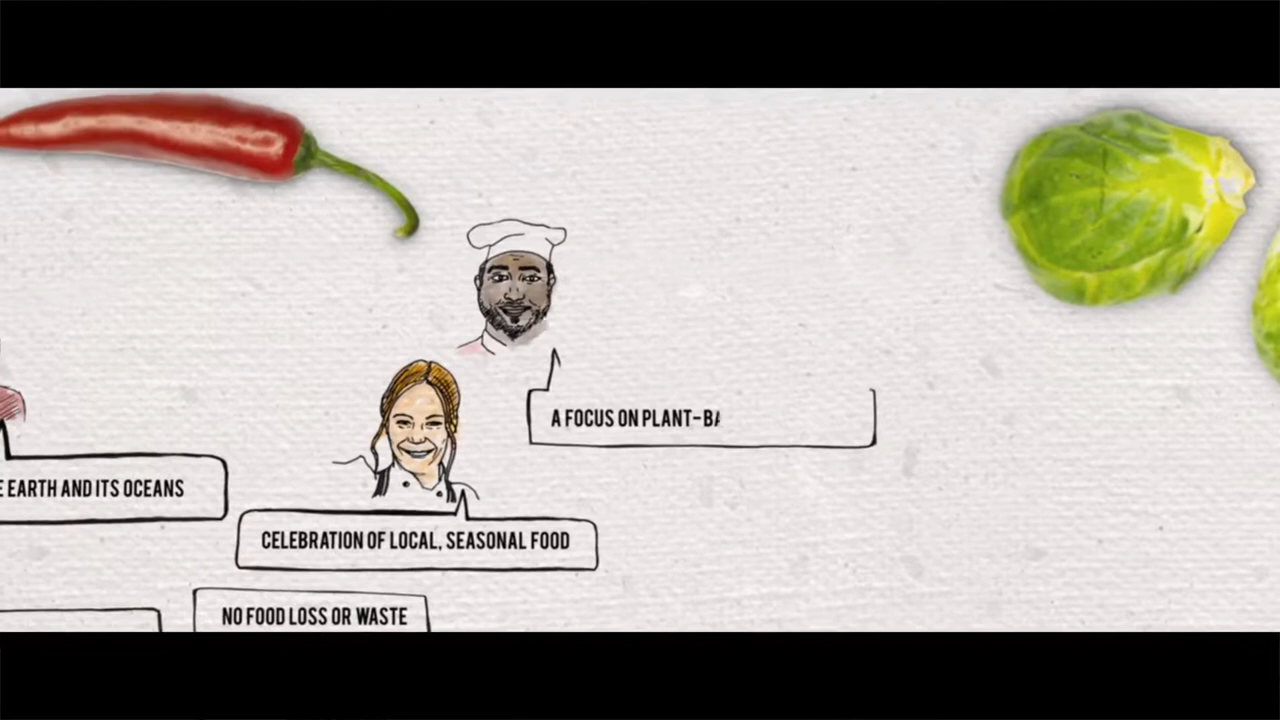 A FOCUS ON PLANT-BA
E EARTH AND ITS OCEANS
CELEBRATION OF LOCAL, SEASONAL FOOD
NO FOOD LOSS OR WASTE